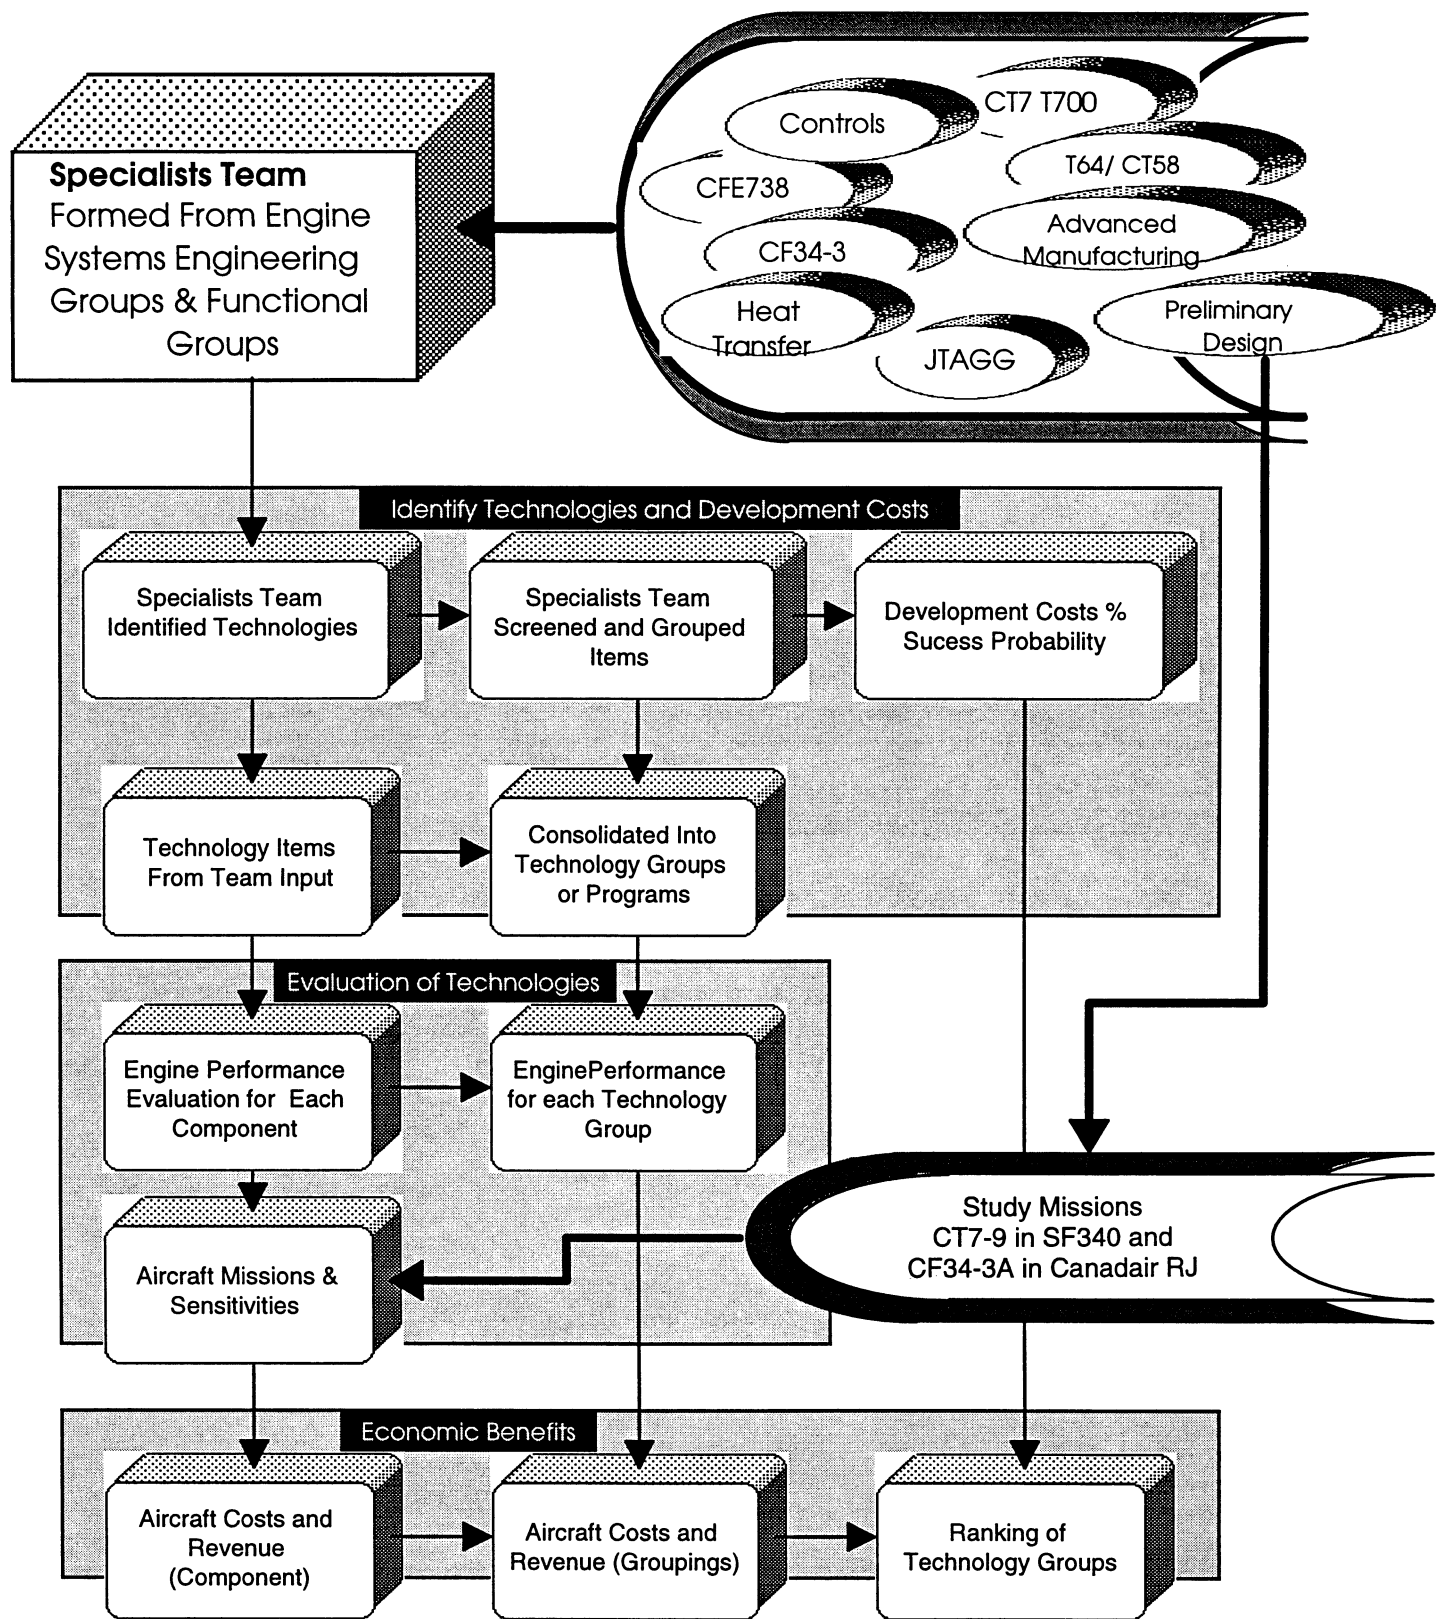 Specialists Team
Formed From Engine
Systems Engineering
Groups & Functional
Groups
Controls
CT7 T700
CFE738
T64/ CT58
CF34-3
Advanced
Manufacturing
Heat
Transfer
JTAGG
Preliminary
Design
Identify Technologies and Development Costs
Specialists Team
Identified Technologies
Specialists Team
Screened and Grouped
Items
Development Costs %
Sucess Probability
Technology Items
From Team Input
Consolidated Into
Technology Groups
or Programs
Evaluation of Technologies
Engine Performance
Evaluation for Each
Component
EnginePerformance
for each Technology
Group
Aircraft Missions &
Sensitivities
Study Missions
CT7-9 in SF340 and
CF34-3A in Canadair RJ
Economic Benefits
Aircraft Costs and
Revenue
(Component)
Aircraft Costs and
Revenue (Groupings)
Ranking of
Technology Groups